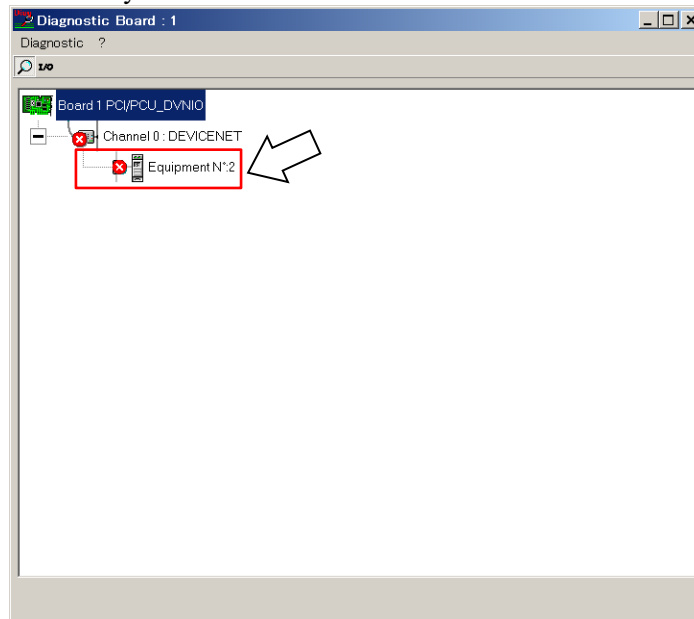 Diagnostic Board : 1
Diagnostic ?
I/O
Board 1 PCI/PCU_DVNIO
Channel 0 : DEVICENET
Equipment N°:2